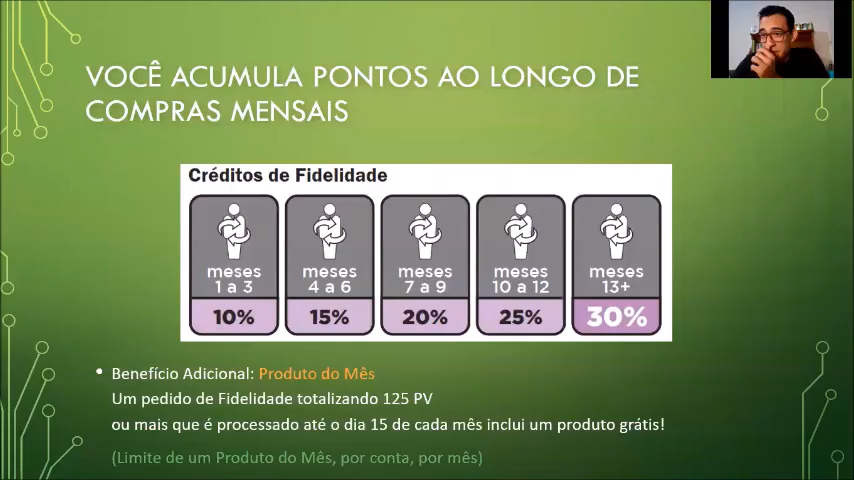 VOCÊ ACUMULA PONTOS AO LONGO DE
COMPRAS MENSAIS
Créditos de Fidelidade
meses
1 a 3
10%
meses
4 a 6
15%
meses
7 a 9
20%
meses
10 a 12
25%
meses
13+
30%
• Benefício Adicional: Produto do Mês
Um pedido de Fidelidade totalizando 125 PV
ou mais que é processado até o dia 15 de cada mês inclui um produto grátis!
(Limite de um Produto do Mês, por conta, por mês)